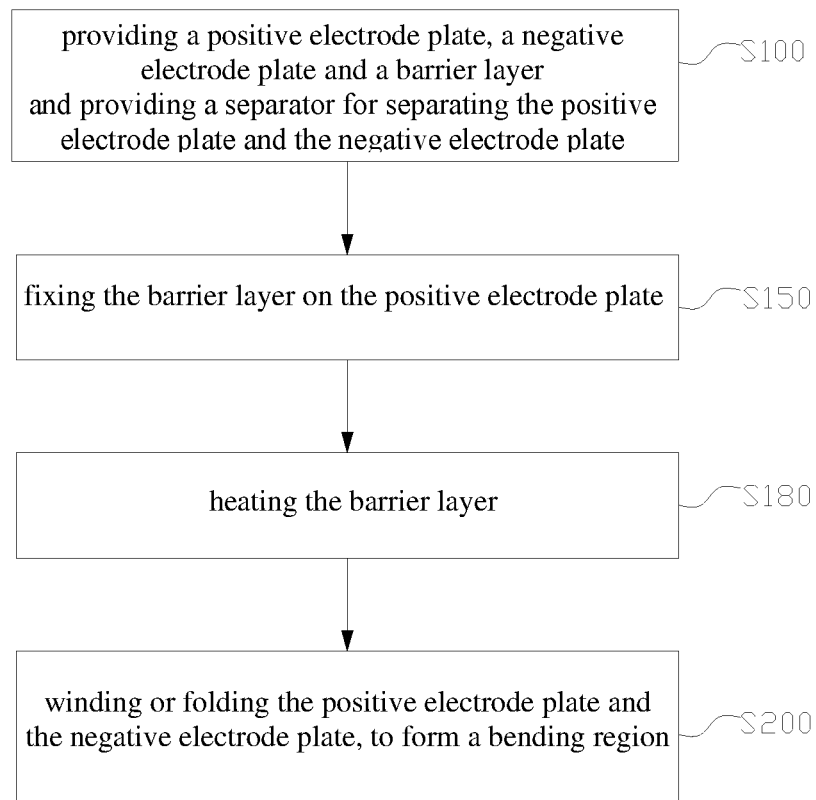 providing a positive electrode plate, a negative
electrode plate and a barrier layer
and providing a separator for separating the positive
electrode plate and the negative electrode plate
S100
fixing the barrier layer on the positive electrode plate
S150
heating the barrier layer
S180
winding or folding the positive electrode plate and
the negative electrode plate, to form a bending region
S200